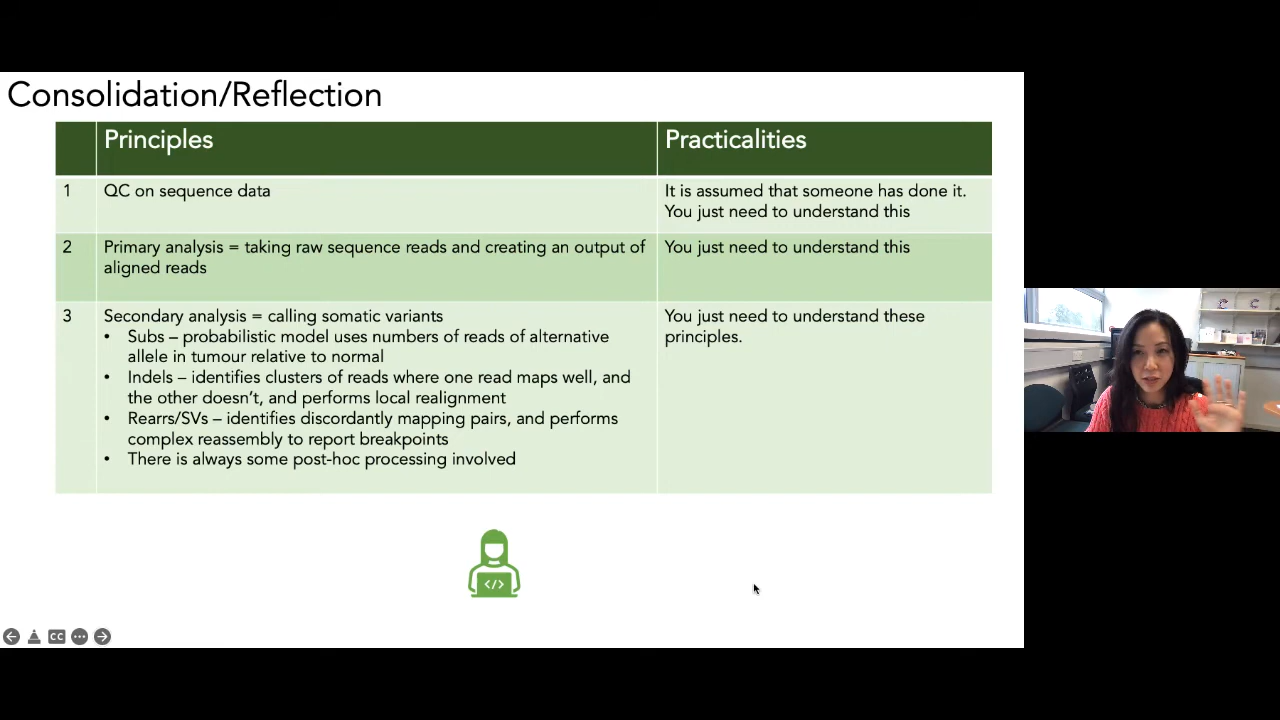 Consolidation/Reflection
Principles
Practicalities
1
QC on sequence data
It is assumed that someone has done it.
You just need to understand this
2
Primary analysis = taking raw sequence reads and creating an output of
aligned reads
You just need to understand this
3
Secondary analysis = calling somatic variants
• Subs – probabilistic model uses numbers of reads of alternative
allele in tumour relative to normal
• Indels – identifies clusters of reads where one read maps well, and
the other doesn’t, and performs local realignment
• Rearrs/SVs – identifies discordantly mapping pairs, and performs
complex reassembly to report breakpoints
• There is always some post-hoc processing involved
You just need to understand these
principles.
</>
CC